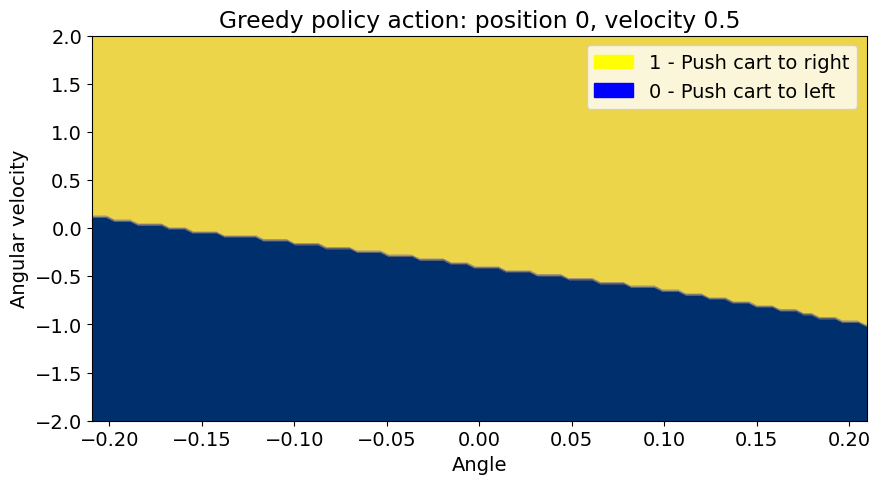 Greedy policy action: position 0, velocity 0.5
2.0
1.5
1.0
0.5
0.0
−0.5
−1.0
−1.5
−2.0
Angular velocity
1 - Push cart to right
0 - Push cart to left
−0.20 −0.15 −0.10 −0.05 0.00 0.05 0.10 0.15 0.20
Angle